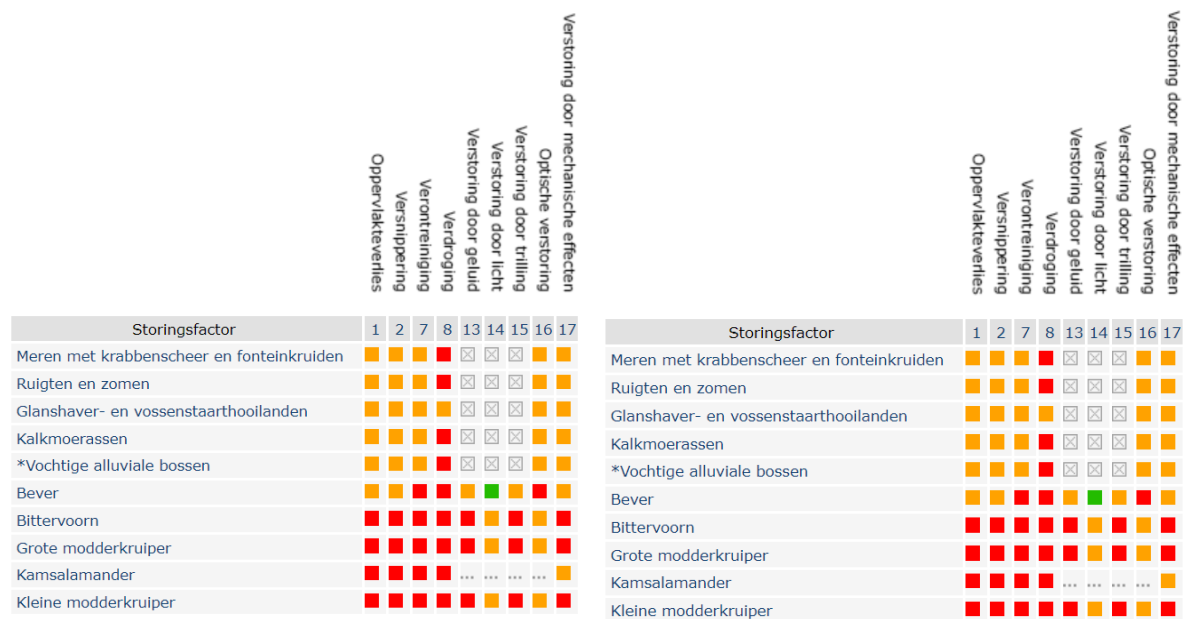 Oppervlakteverlies
Versnippering
Verontreiniging
Verdroging
Verstoring door geluid
Verstoring door licht
Verstoring door trilling
Optische verstoring
Verstoring door mechanische effecten
Storingsfactor 1 2 7 8 13 14 15 16 17
Meren met krabbenscheer en fonteinkruiden
Ruigten en zomen
Glanshaver- en vossenstaarthooilanden
Kalkmoerassen
*Vochtige alluviale bossen
Bever
Bittervoorn
Grote modderkruiper
Kamsalamander ... ... ... ...
Kleine modderkruiper
Oppervlakteverlies
Versnippering
Verontreiniging
Verdroging
Verstoring door geluid
Verstoring door licht
Verstoring door trilling
Optische verstoring
Verstoring door mechanische effecten
Storingsfactor 1 2 7 8 13 14 15 16 17
Meren met krabbenscheer en fonteinkruiden
Ruigten en zomen
Glanshaver- en vossenstaarthooilanden
Kalkmoerassen
*Vochtige alluviale bossen
Bever
Bittervoorn
Grote modderkruiper
Kamsalamander ... ... ... ...
Kleine modderkruiper